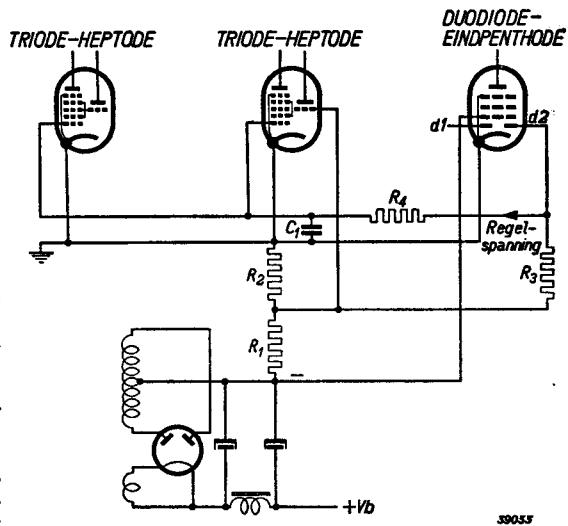 TRIODE-HEPTODE
TRIODE-HEPTODE
DUODIODE-
EINDPENTHODE
d1
d2
R4
C1
Regel-
spanning
R2
R3
R1
−
+Vb
39055